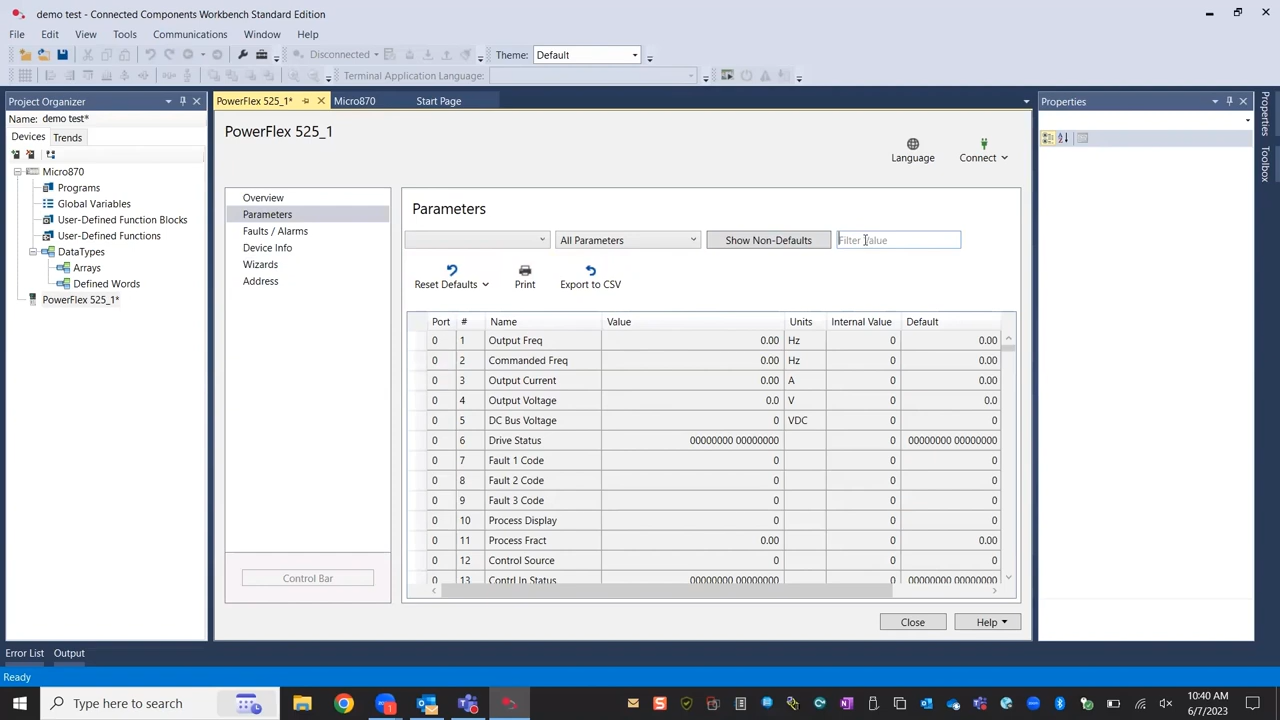 demo test - Connected Components Workbench Standard Edition
File Edit View Tools Communications Window Help
Disconnected Theme: Default
Terminal Application Language:
Project Organizer
Name: demo test*
Devices Trends
Micro870
Programs
Global Variables
User-Defined Function Blocks
User-Defined Functions
DataTypes
Arrays
Defined Words
PowerFlex 525_1*
PowerFlex 525_1* Micro870 Start Page
PowerFlex 525_1
Language Connect
Overview
Parameters
Faults / Alarms
Device Info
Wizards
Address
Control Bar
Parameters
All Parameters Show Non-Defaults Filter Value
Reset Defaults Print Export to CSV
Port # Name Value Units Internal Value Default
0 1 Output Freq 0.00 Hz 0 0.00
0 2 Commanded Freq 0.00 Hz 0 0.00
0 3 Output Current 0.00 A 0 0.00
0 4 Output Voltage 0.0 V 0 0.0
0 5 DC Bus Voltage 0 VDC 0 0
0 6 Drive Status 00000000 00000000 0 00000000 00000000
0 7 Fault 1 Code 0 0 0
0 8 Fault 2 Code 0 0 0
0 9 Fault 3 Code 0 0 0
0 10 Process Display 0 0 0
0 11 Process Fract 0.00 0 0.00
0 12 Control Source 0 0 0
0 13 Contrl In Status 00000000 00000000 0 00000000 00000000
Close Help
Properties
Properties
Toolbox
Error List Output
Ready
Type here to search
10:40 AM
6/7/2023